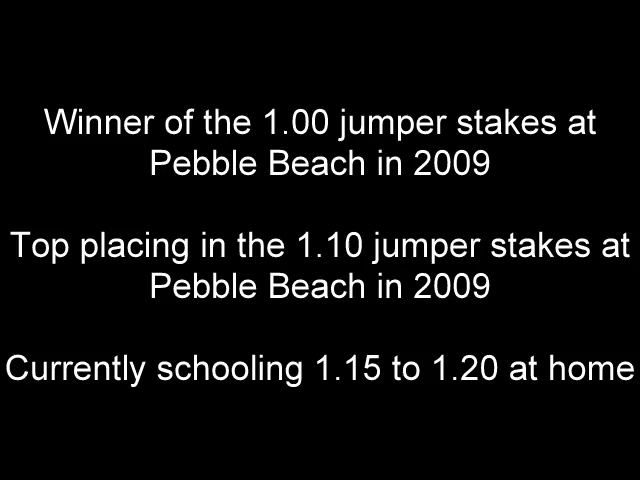 Winner of the 1.00 jumper stakes at
Pebble Beach in 2009
Top placing in the 1.10 jumper stakes at
Pebble Beach in 2009
Currently schooling 1.15 to 1.20 at home